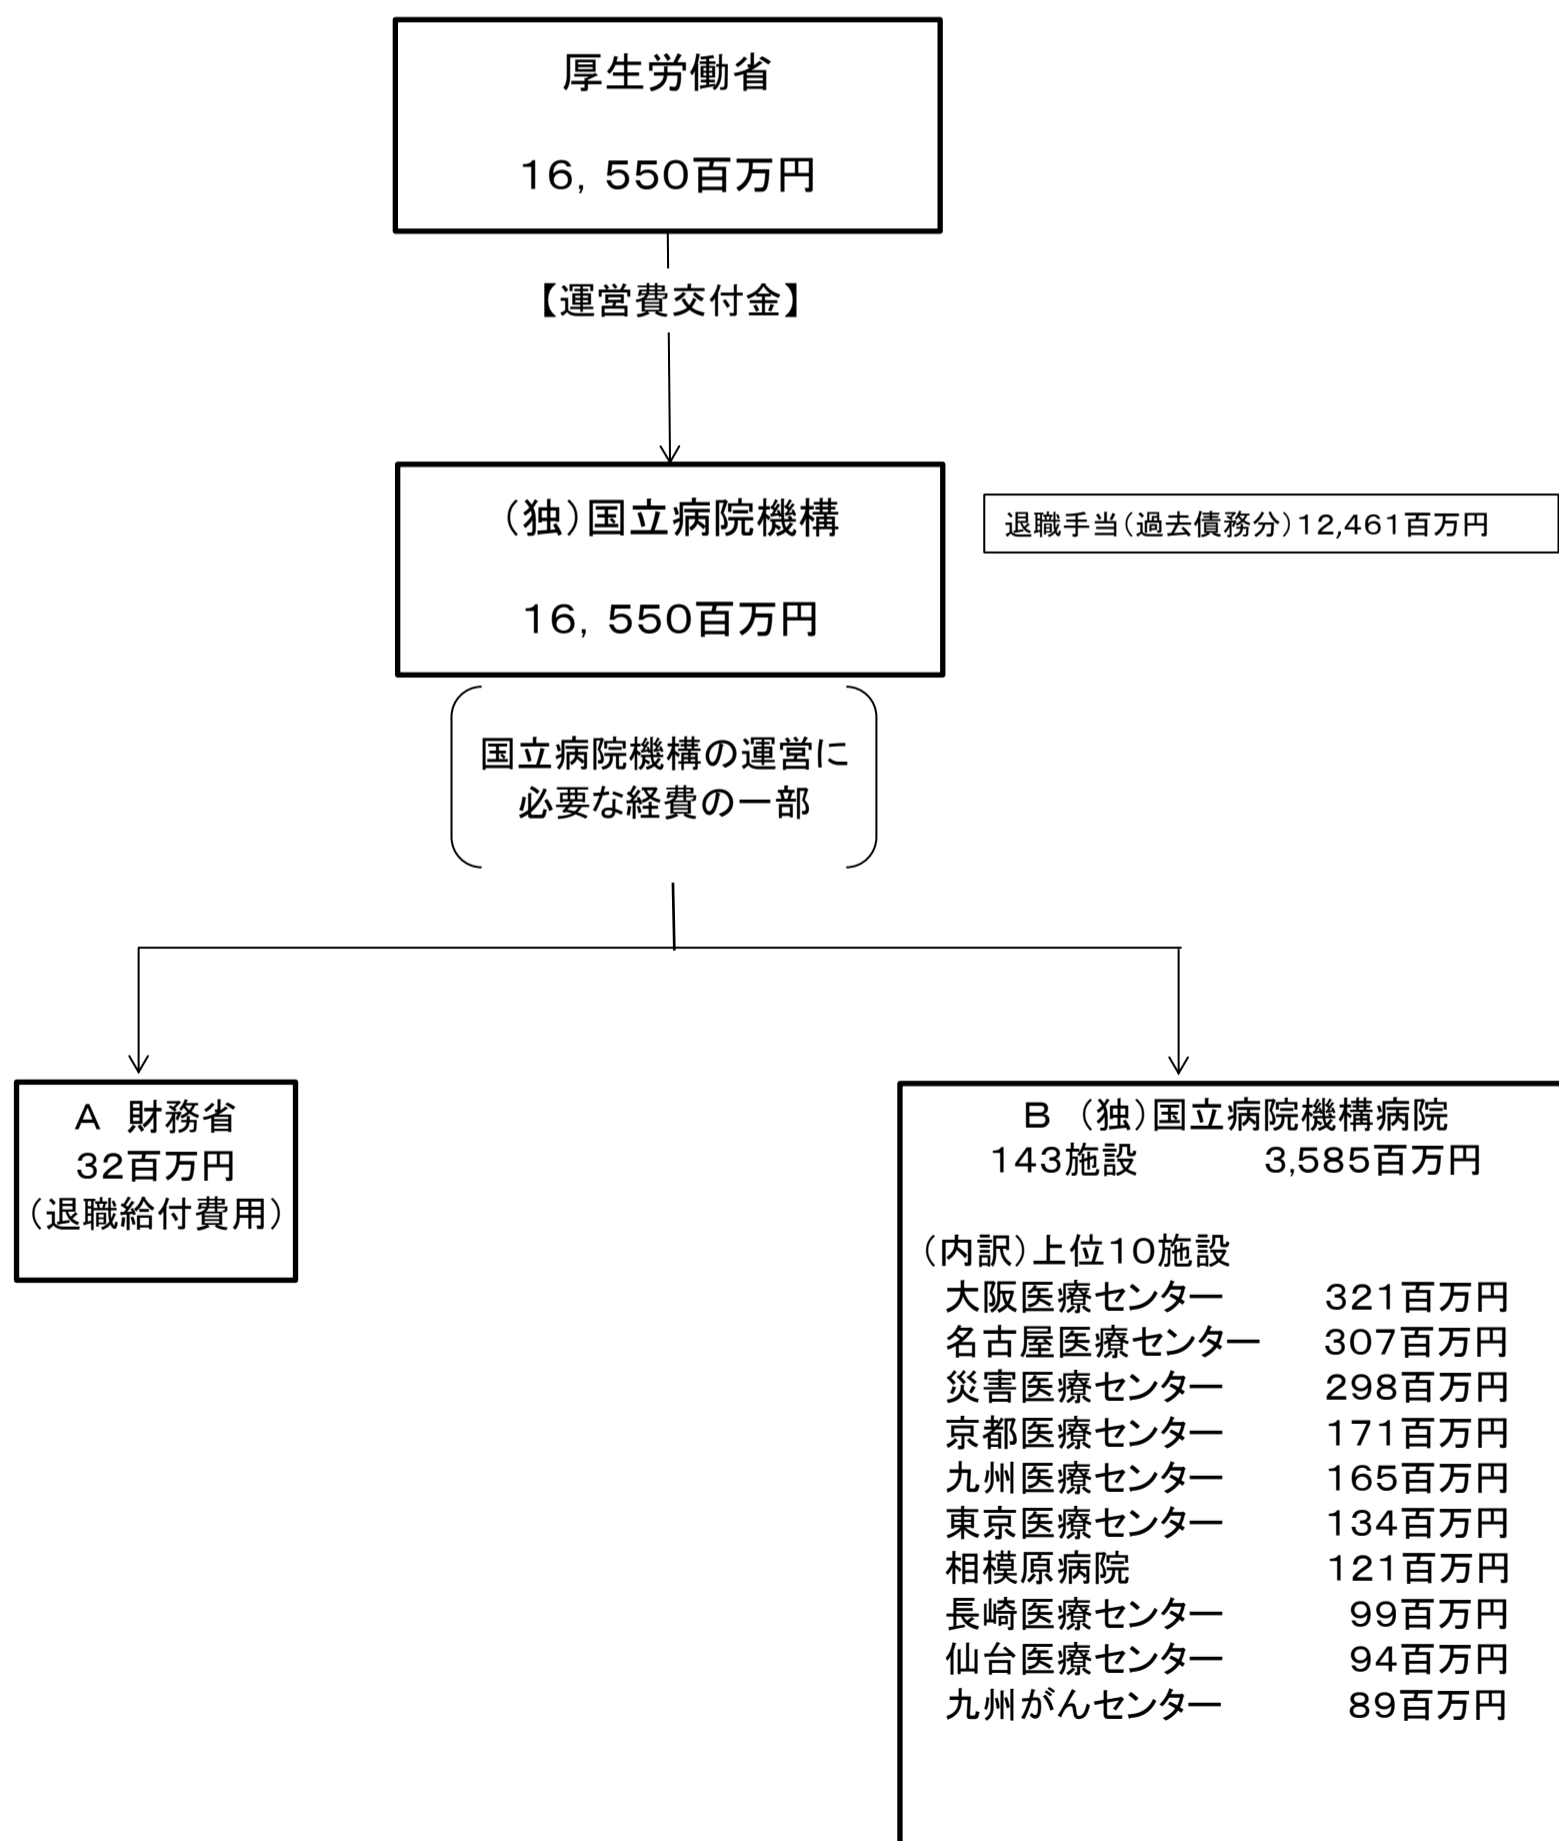 厚生労働省
16，550百万円
【運営費交付金】
（独）国立病院機構
16，550百万円
退職手当（過去債務分）12,461百万円
国立病院機構の運営に
必要な経費の一部
A　財務省
32百万円
（退職給付費用）
B （独）国立病院機構病院
143施設　　　3,585百万円
（内訳）上位10施設
大阪医療センター　　321百万円
名古屋医療センター　307百万円
災害医療センター　　298百万円
京都医療センター　　171百万円
九州医療センター　　165百万円
東京医療センター　　134百万円
相模原病院　　　　　121百万円
長崎医療センター　　99百万円
仙台医療センター　　94百万円
九州がんセンター　　89百万円